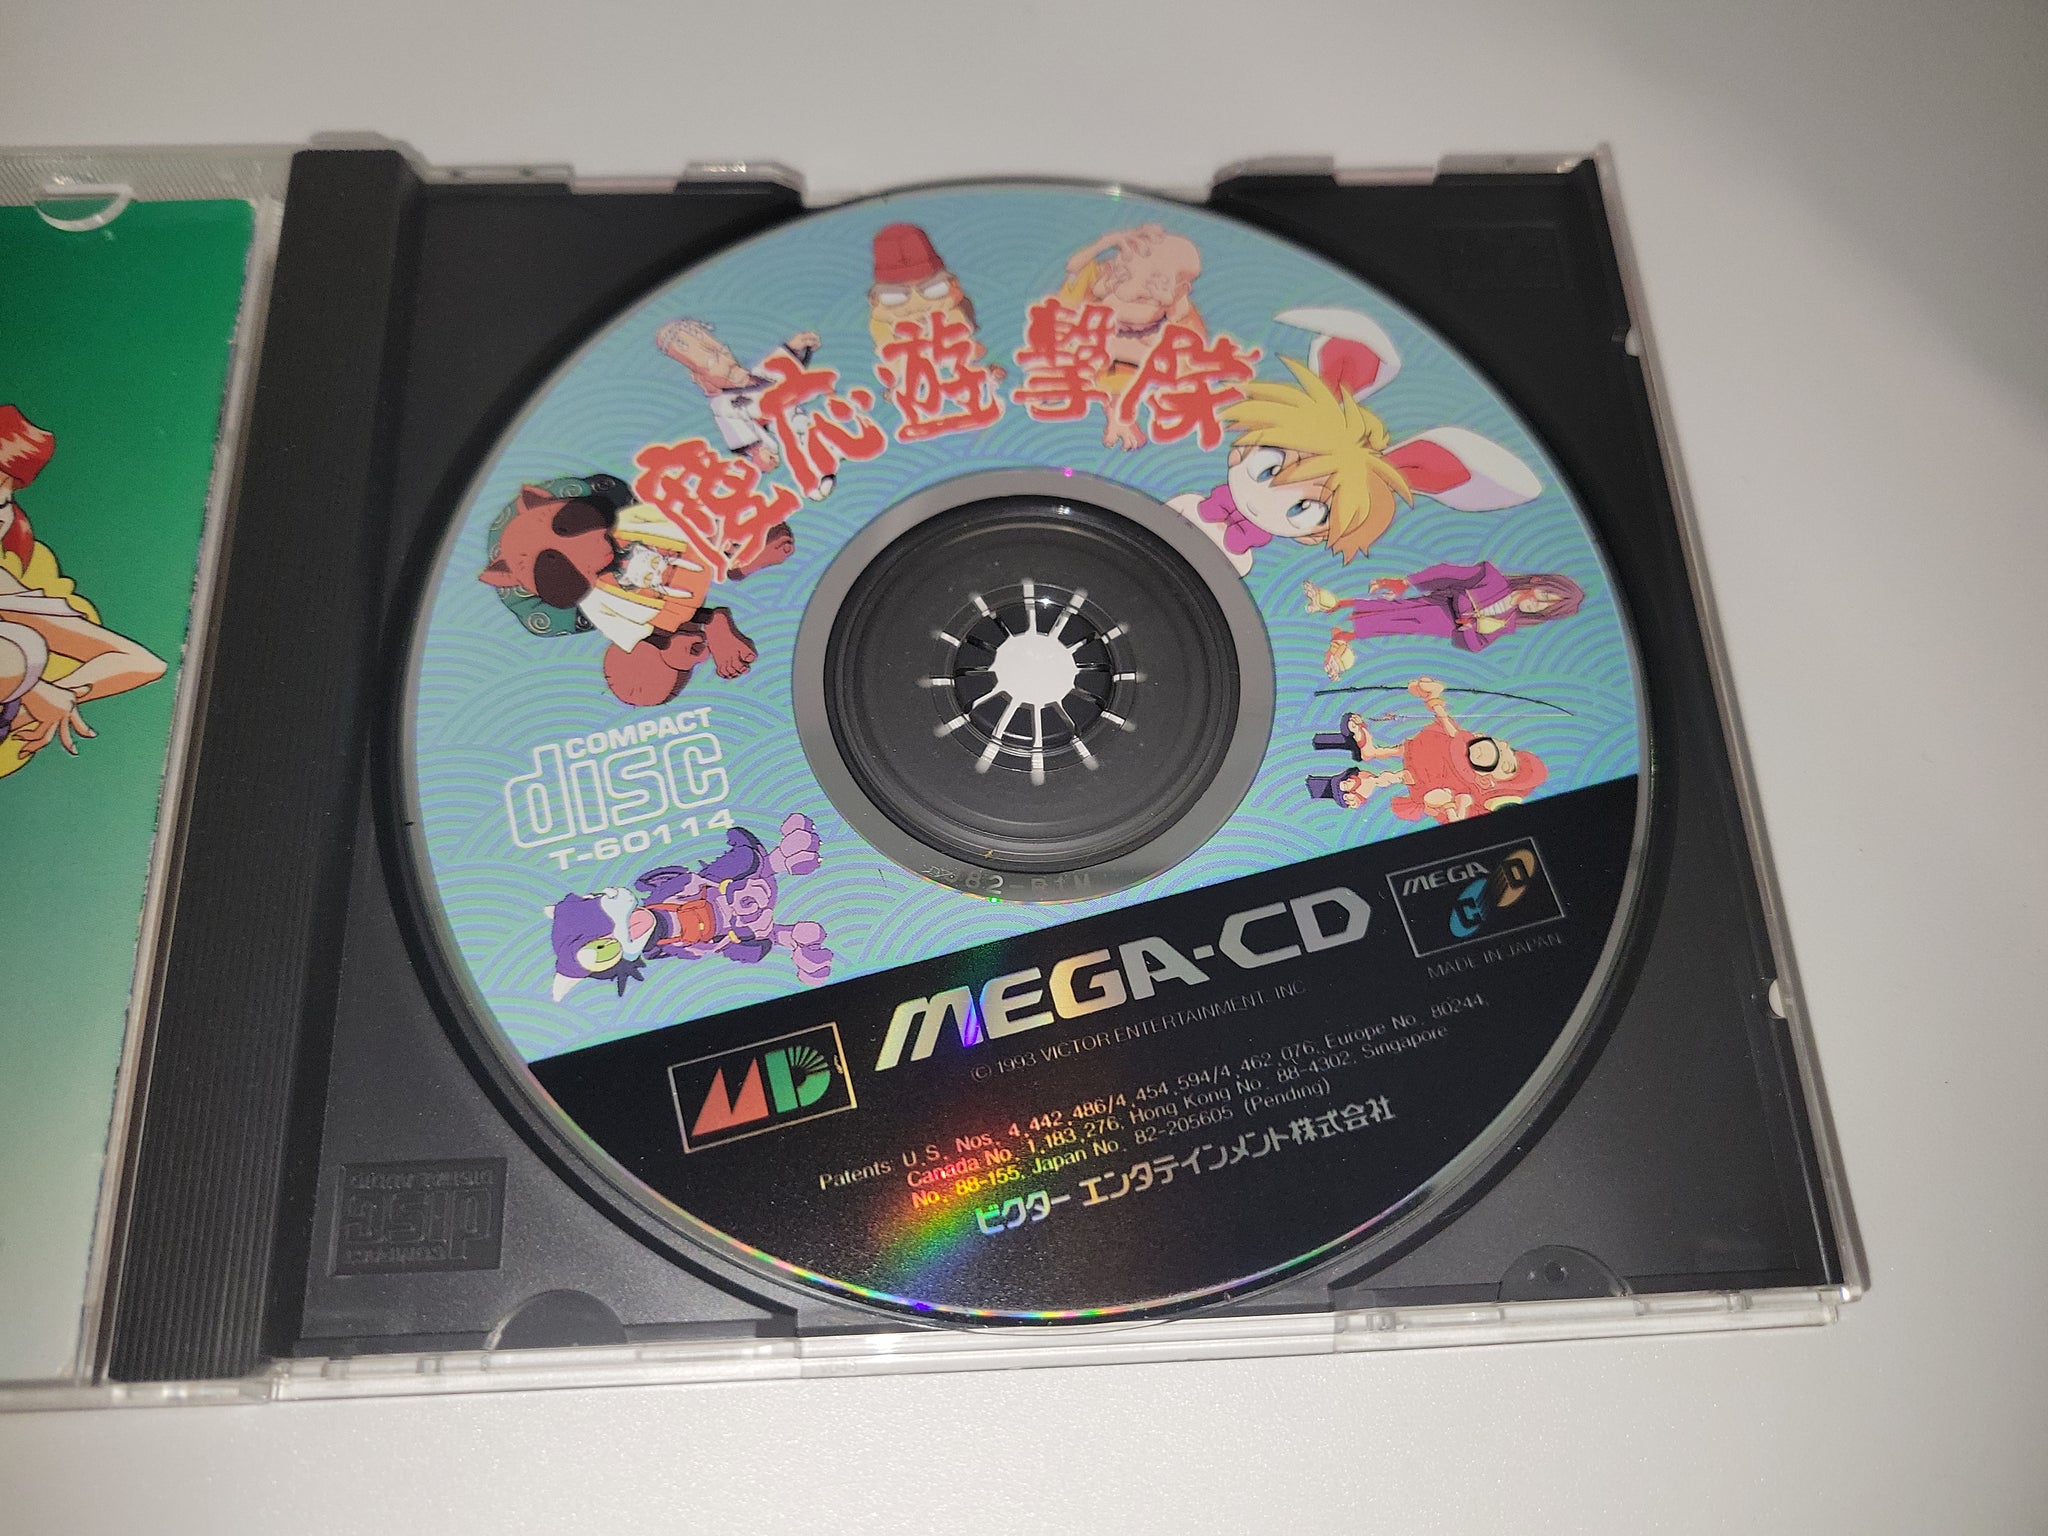 慶応遊撃隊
COMPACT
disc
T-60114
MEGA-CD
MEGA
CD
MADE IN JAPAN
© 1993 VICTOR ENTERTAINMENT, INC
MD
Patents: U.S. Nos. 4,442,486/4,454,594/4,462,076, Europe No. 80244,
Canada No. 1,183,276, Hong Kong No. 88-4302, Singapore
No. 88-155, Japan No. 82-205605 (Pending)
ビクター エンタテインメント株式会社
COMPACT
disc